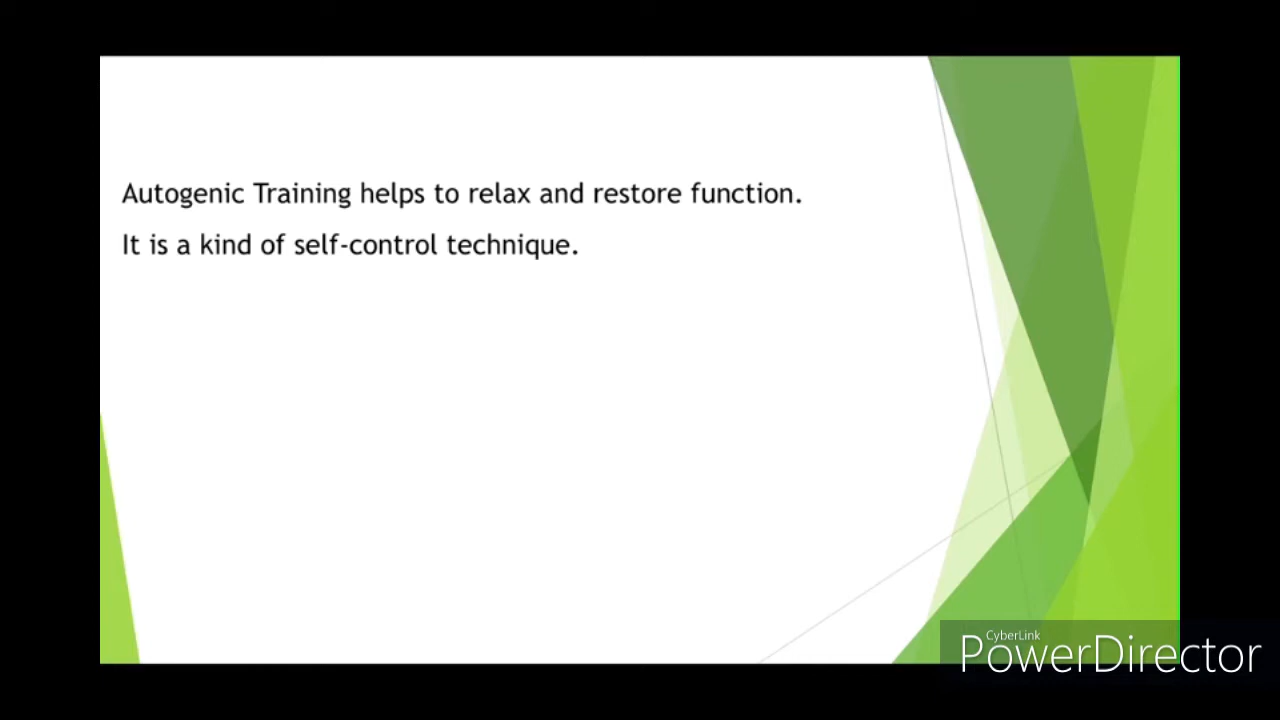 Autogenic Training helps to relax and restore function.
It is a kind of self-control technique.
CyberLink
PowerDirector